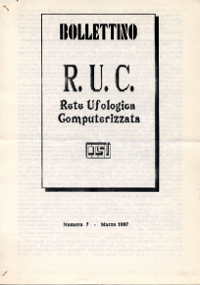 BOLLETTINO
R. U. C.
Rete Ufologica
Computerizzata
Numero 7 - Marzo 1987